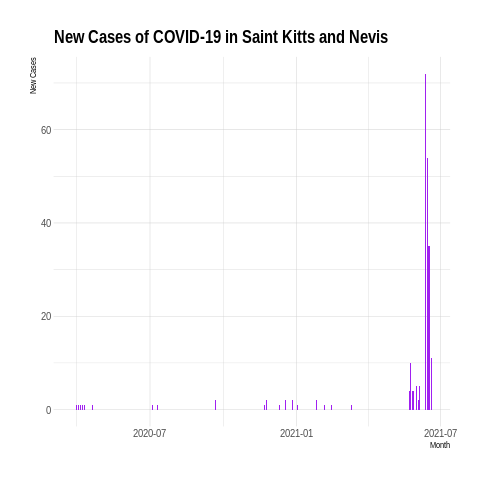 New Cases of COVID-19 in Saint Kitts and Nevis
New Cases
60
40
20
0
2020-07
2021-01
2021-07
Month